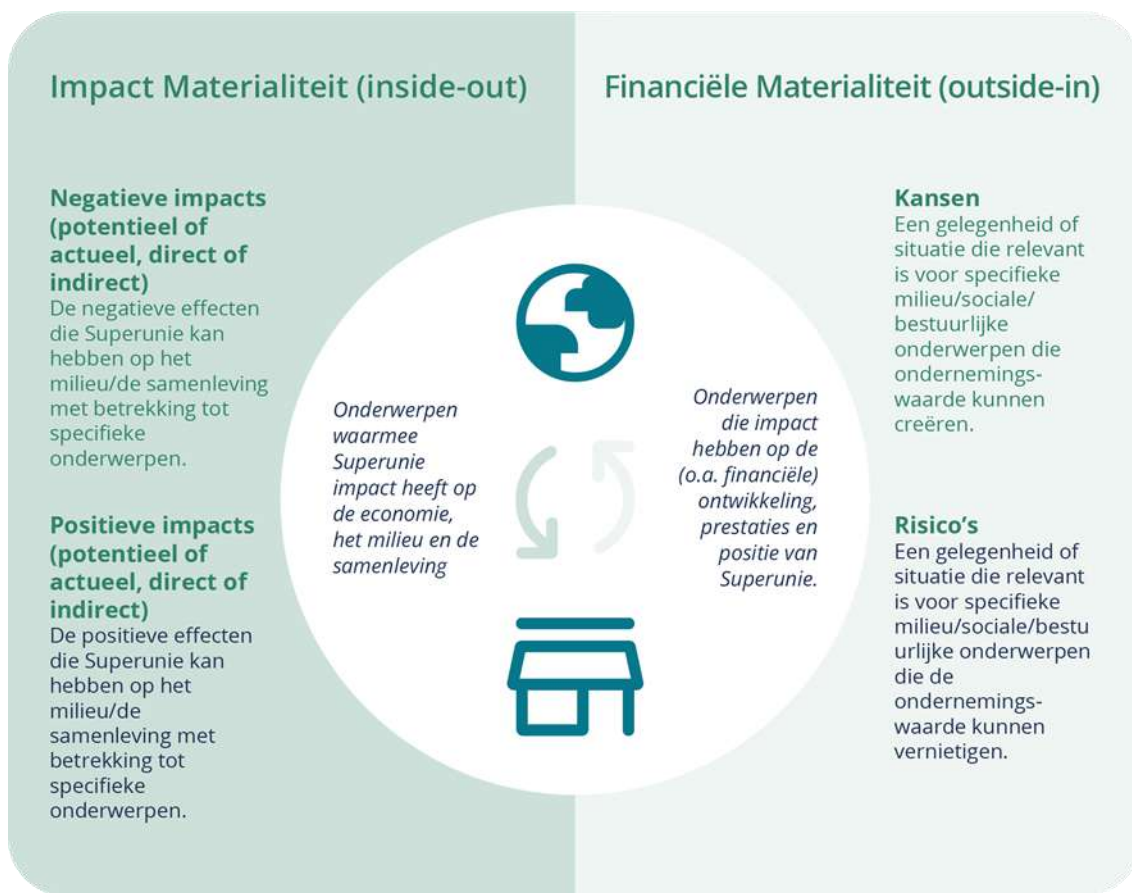 Impact Materialiteit (inside-out)
Negatieve impacts
(potentieel of
actueel, direct of
indirect)
De negatieve effecten
die Superunie kan
hebben op het
milieu/de samenleving
met betrekking tot
specifieke
onderwerpen.
Positieve impacts
(potentieel of
actueel, direct of
indirect)
De positieve effecten
die Superunie kan
hebben op het
milieu/de
samenleving met
betrekking tot
specifieke
onderwerpen.
Onderwerpen
waarmee
Superunie
impact heeft op
de economie,
het milieu en de
samenleving
Financiële Materialiteit (outside-in)
Onderwerpen
die impact
hebben op de
(o.a. financiële)
ontwikkeling,
prestaties en
positie van
Superunie.
Kansen
Een gelegenheid of
situatie die relevant
is voor specifieke
milieu/sociale/
bestuurlijke
onderwerpen die
ondernemings-
waarde kunnen
creëren.
Risico’s
Een gelegenheid of
situatie die relevant
is voor specifieke
milieu/sociale/bestu
urlijke onderwerpen
die de
ondernemings-
waarde kunnen
vernietigen.